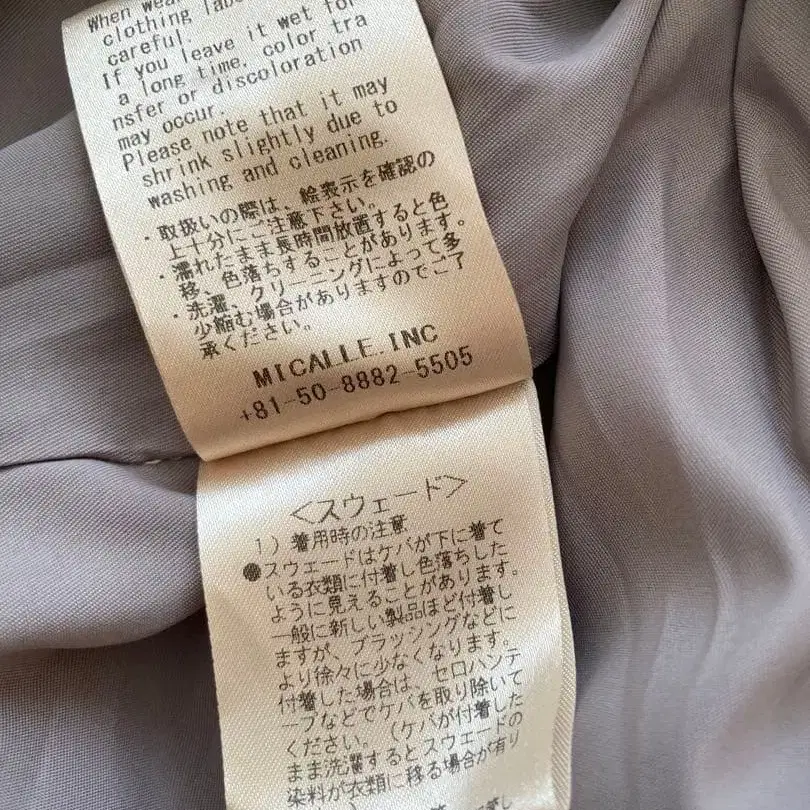 When wea
clothing labe
careful.
If you leave it wet for
a long time, color tra
nsfer or discoloration
may occur.
Please note that it may
shrink slightly due to
washing and cleaning.
・取扱いの際は、絵表示を確認の
上十分にご注意下さい。
・濡れたまま長時間放置すると色
移、色落ちすることがあります。
・洗濯、クリーニングによって多
少縮む場合がありますのでご了
承ください。
MICALLE.INC
+81-50-8882-5505
<スウェード>
1)着用時の注意
●スウェードはケバが下に着て
いる衣類に付着し色落ちした
ように見えることがあります。
一般に新しい製品ほど付着し
ますが、ブラッシングなどに
より徐々に少なくなります。
付着した場合は、セロハンテ
ープなどでケバを取り除いて
ください。(ケバが付着した
まま洗濯するとスウェードの
染料が衣類に移る場合が有り